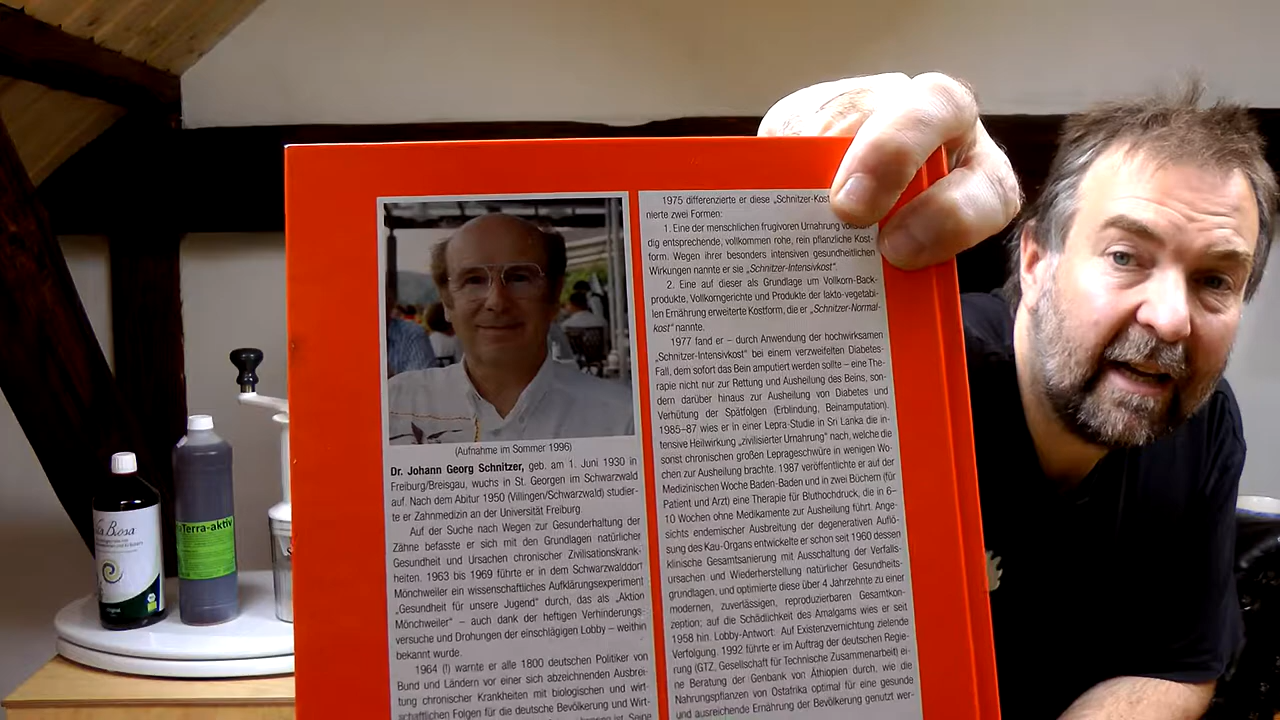 Vita Biosa
Terra-aktiv
(Aufnahme im Sommer 1996)
Dr. Johann Georg Schnitzer, geb. am 1. Juni 1930 in
Freiburg/Breisgau, wuchs in St. Georgen im Schwarzwald
auf. Nach dem Abitur 1950 (Villingen/Schwarzwald) studier-
te er Zahnmedizin an der Universität Freiburg.
Auf der Suche nach Wegen zur Gesunderhaltung der
Zähne befasste er sich mit den Grundlagen natürlicher
Gesundheit und Ursachen chronischer Zivilisationskrank-
heiten. 1963 bis 1969 führte er in dem Schwarzwalddorf
Mönchweiler ein wissenschaftliches Aufklärungsexperiment
„Gesundheit für unsere Jugend" durch, das als „Aktion
Mönchweiler" – auch dank der heftigen Verhinderungs-
versuche und Drohungen der einschlägigen Lobby – weithin
bekannt wurde.
1964 (!) warnte er alle 1800 deutschen Politiker von
Bund und Ländern vor einer sich abzeichnenden Ausbrei-
tung chronischer Krankheiten mit biologischen und wirt-
schaftlichen Folgen für die deutsche Bevölkerung und Wirt-
1975 differenzierte er diese „Schnitzer-Kost
nierte zwei Formen:
1. Eine der menschlichen frugivoren Urnahrung vollstän-
dig entsprechende, vollkommen rohe, rein pflanzliche Kost-
form. Wegen ihrer besonders intensiven gesundheitlichen
Wirkungen nannte er sie „Schnitzer-Intensivkost".
2. Eine auf dieser als Grundlage um Vollkorn-Back-
produkte, Vollkorngerichte und Produkte der lakto-vegetabi-
len Ernährung erweiterte Kostform, die er „Schnitzer-Normal-
kost" nannte.
1977 fand er – durch Anwendung der hochwirksamen
„Schnitzer-Intensivkost" bei einem verzweifelten Diabetes-
Fall, dem sofort das Bein amputiert werden sollte – eine The-
rapie nicht nur zur Rettung und Ausheilung des Beins, son-
dern darüber hinaus zur Ausheilung von Diabetes und
Verhütung der Spätfolgen (Erblindung, Beinamputation).
1985–87 wies er in einer Lepra-Studie in Sri Lanka die in-
tensive Heilwirkung „zivilisierter Urnahrung" nach, welche die
sonst chronischen großen Leprageschwüre in wenigen Wo-
chen zur Ausheilung brachte. 1987 veröffentlichte er auf der
Medizinischen Woche Baden-Baden und in zwei Büchern (für
Patient und Arzt) eine Therapie für Bluthochdruck, die in 6–
10 Wochen ohne Medikamente zur Ausheilung führt. Ange-
sichts endemischer Ausbreitung der degenerativen Auflö-
sung des Kau-Organs entwickelte er schon seit 1960 dessen
klinische Gesamtsanierung mit Ausschaltung der Verfalls-
ursachen und Wiederherstellung natürlicher Gesundheits-
grundlagen, und optimierte diese über 4 Jahrzehnte zu einer
modernen, zuverlässigen, reproduzierbaren Gesamtkon-
zeption; auf die Schädlichkeit des Amalgams wies er seit
1958 hin. Lobby-Antwort: Auf Existenzvernichtung zielende
Verfolgung. 1992 führte er im Auftrag der deutschen Regie-
rung (GTZ, Gesellschaft für Technische Zusammenarbeit) ei-
ne Beratung der Genbank von Äthiopien durch, wie die
Nahrungspflanzen von Ostafrika optimal für eine gesunde
und ausreichende Ernährung der Bevölkerung genutzt wer-